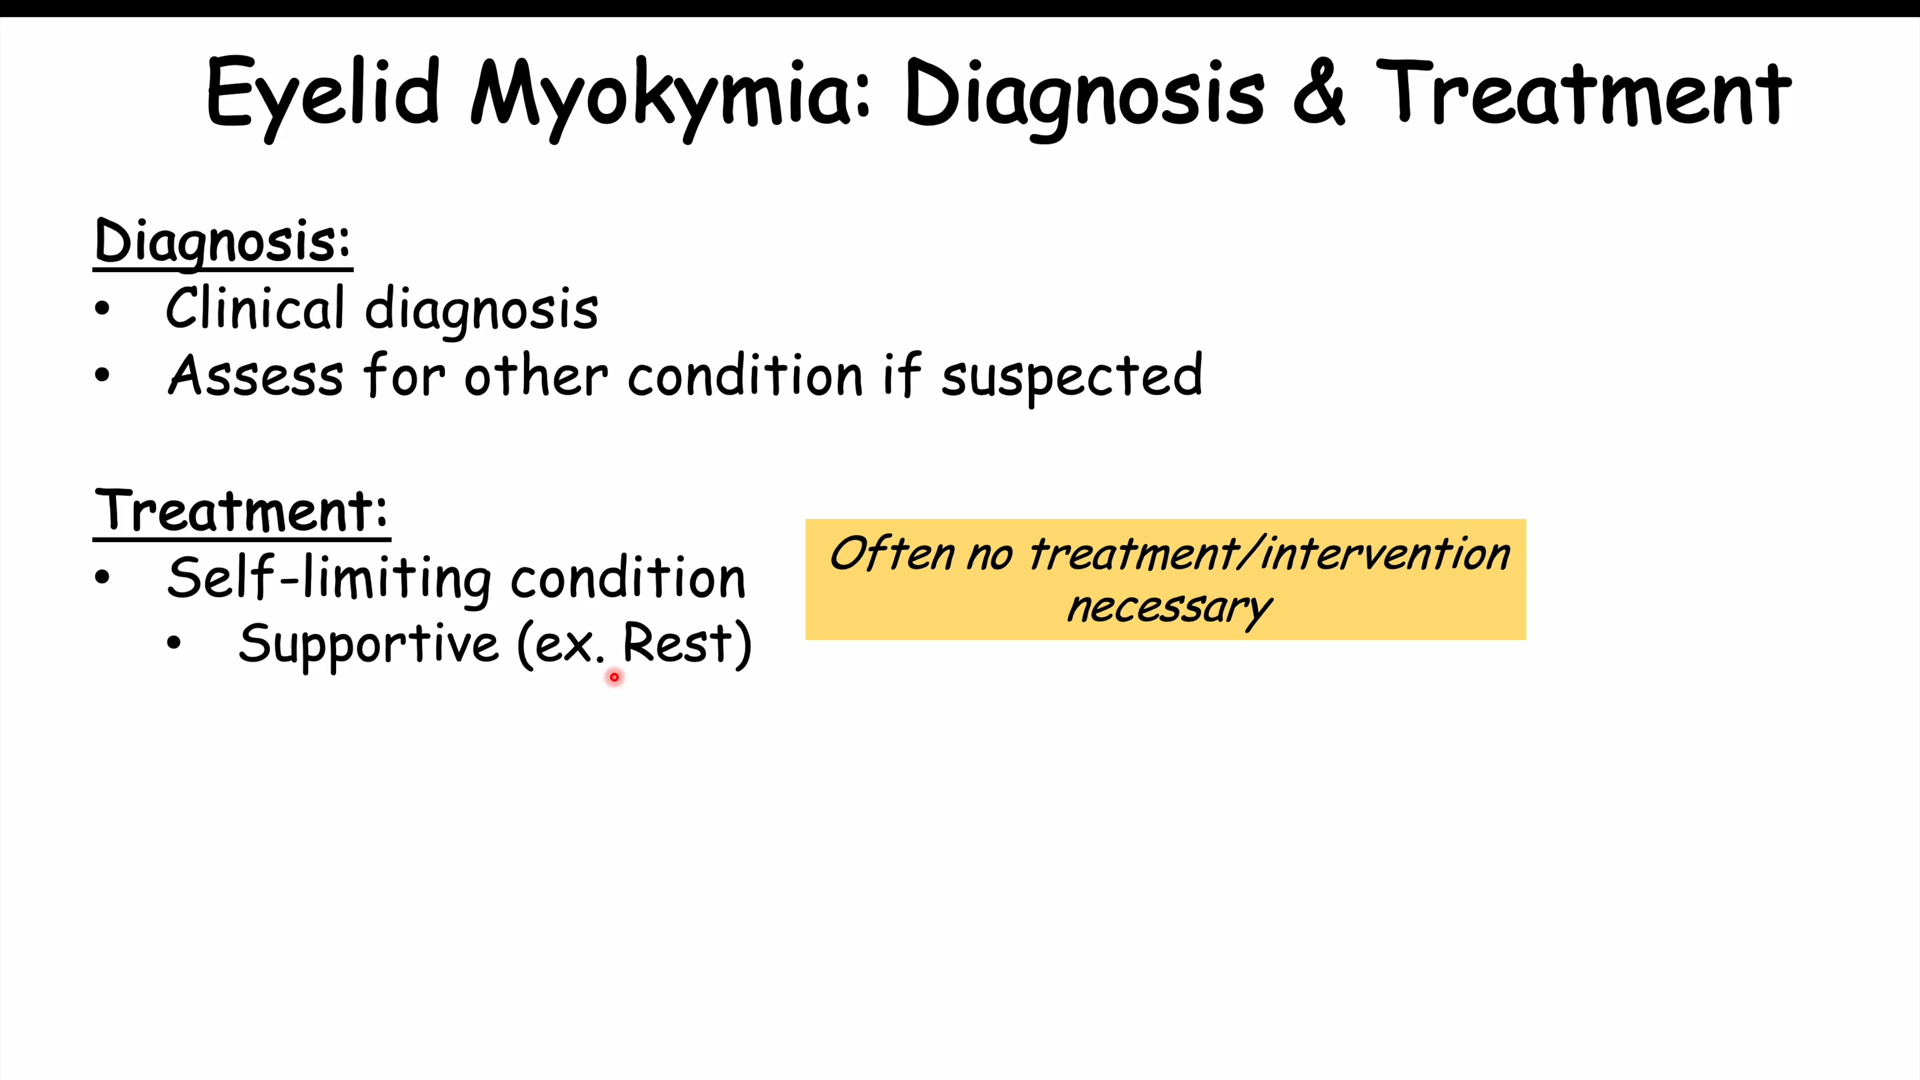 Eyelid Myokymia: Diagnosis & Treatment
Diagnosis:
• Clinical diagnosis
• Assess for other condition if suspected
Treatment:
• Self-limiting condition
• Supportive (ex. Rest)
Often no treatment/intervention
necessary